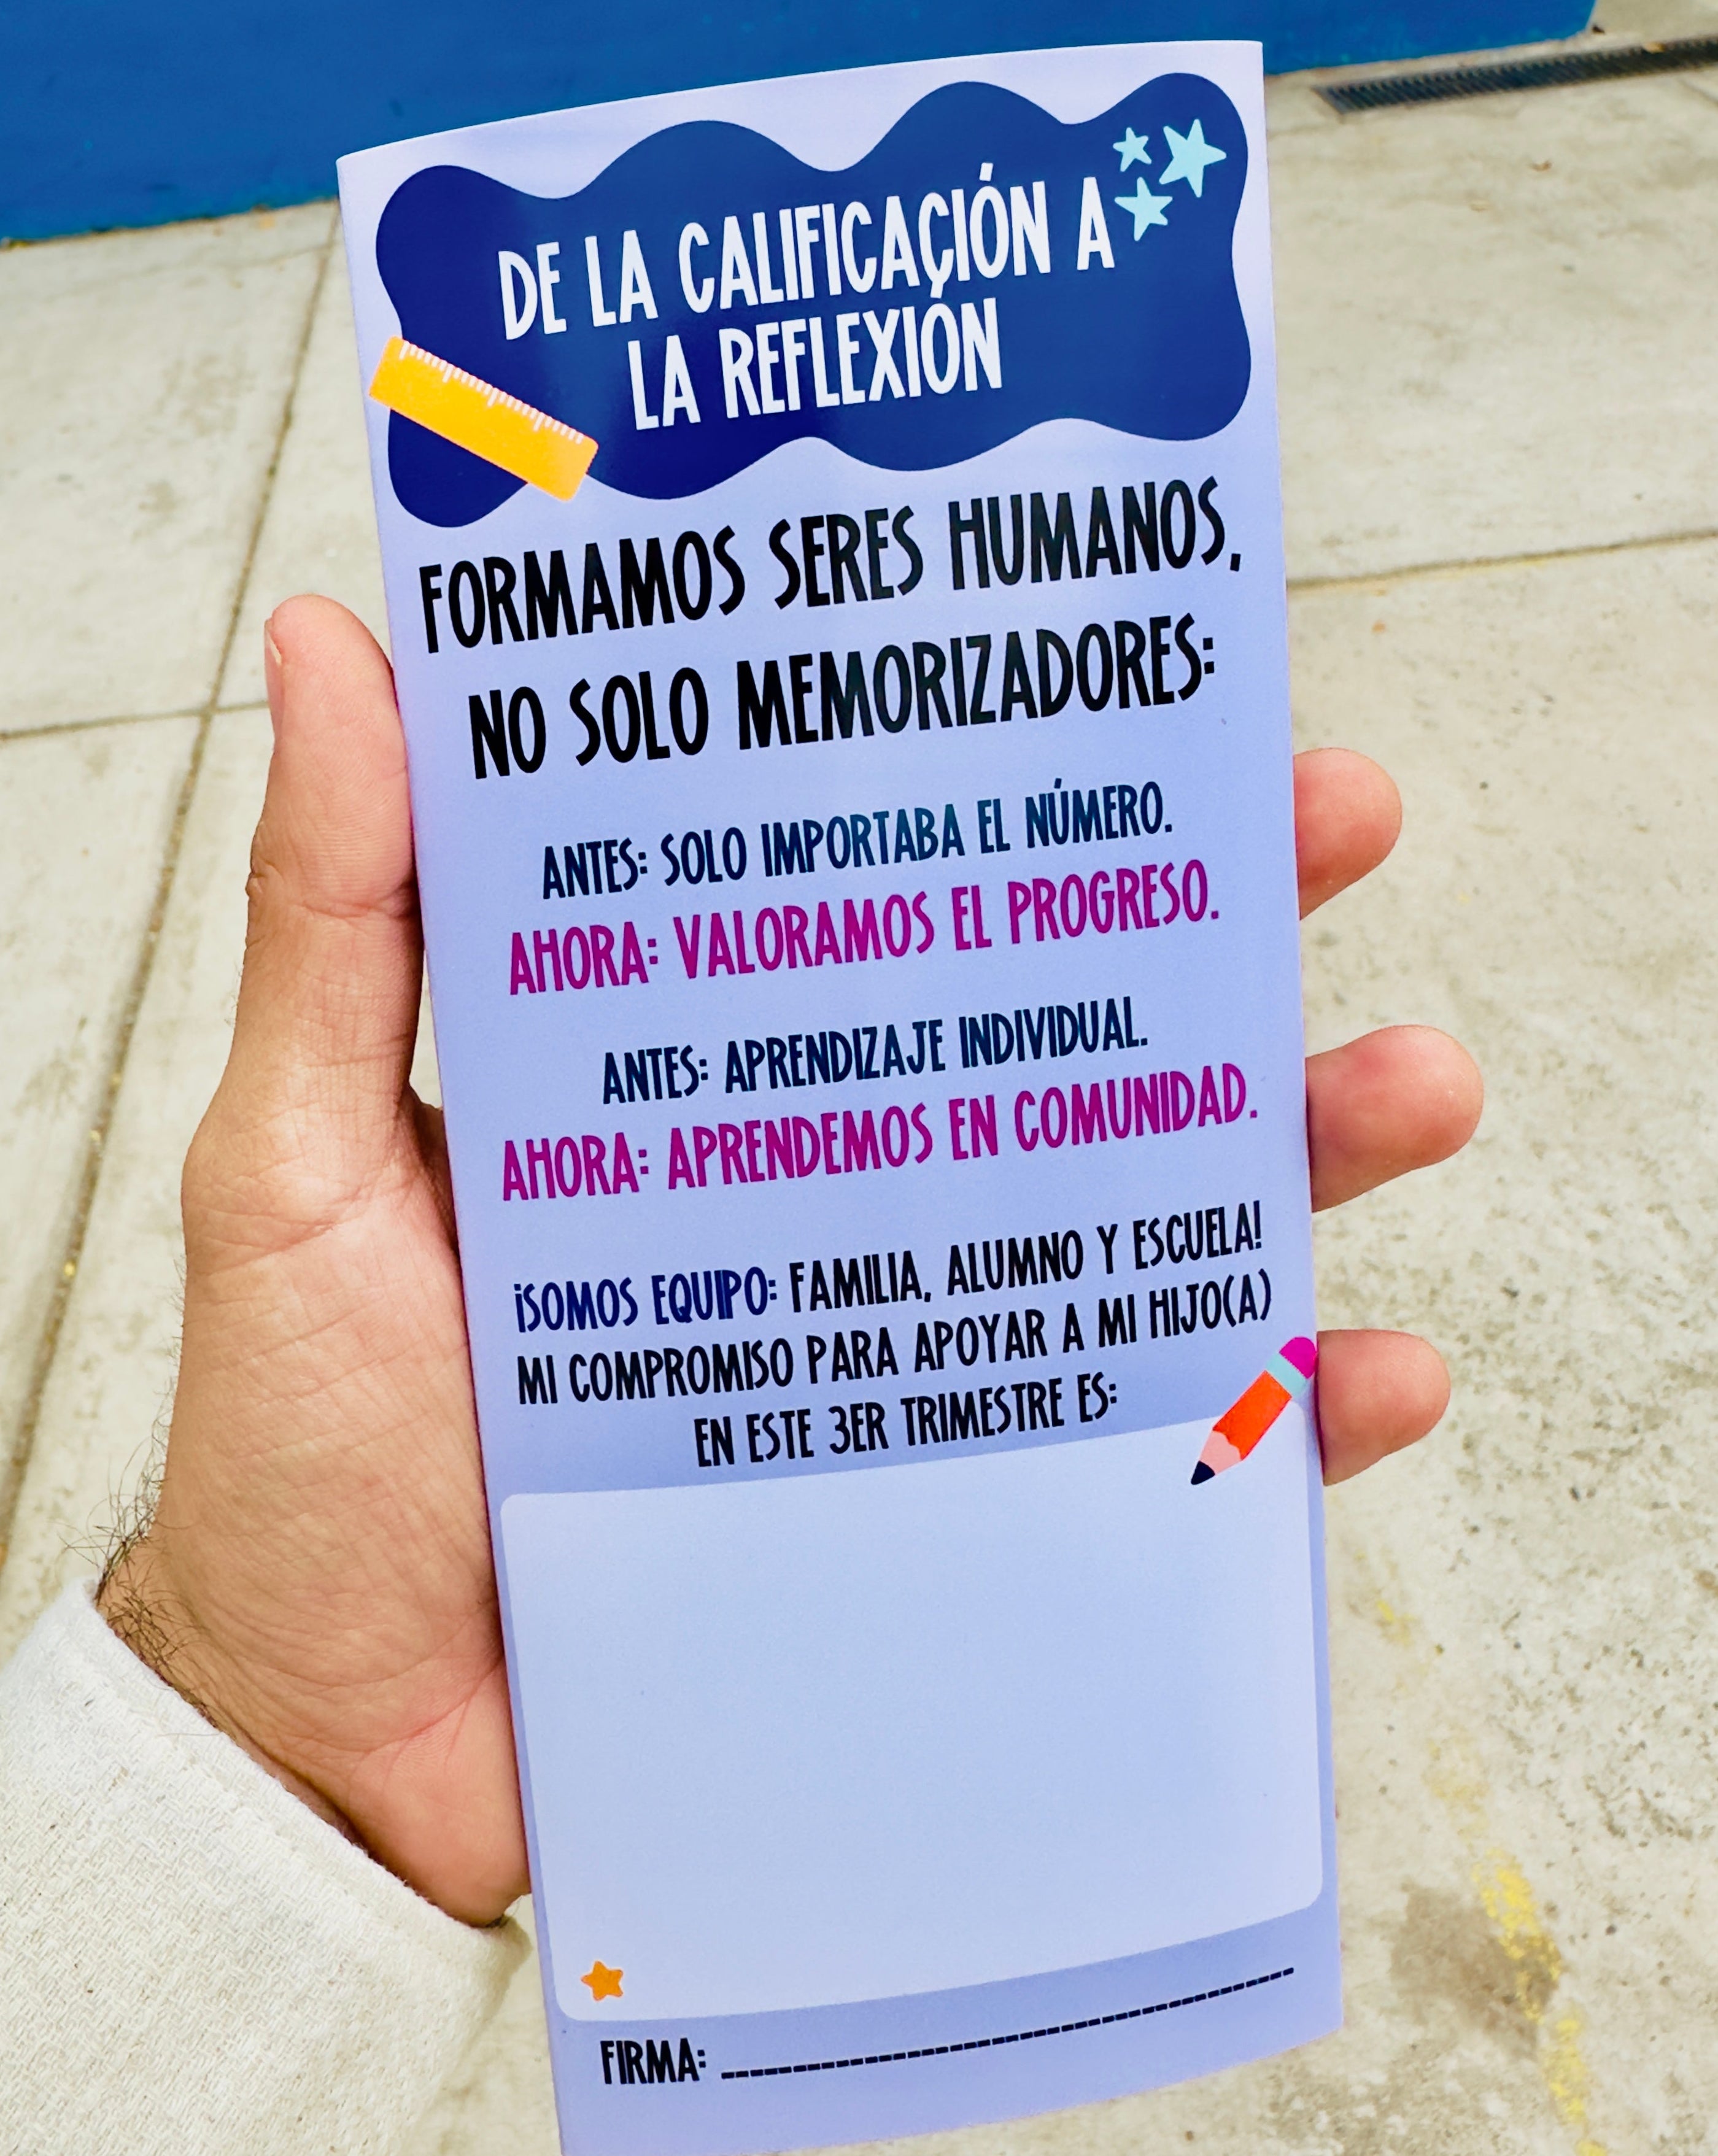 DE LA CALIFICACIÓN A
LA REFLEXIÓN
FORMAMOS SERES HUMANOS,
NO SOLO MEMORIZADORES:
ANTES: SOLO IMPORTABA EL NÚMERO.
AHORA: VALORAMOS EL PROGRESO.
ANTES: APRENDIZAJE INDIVIDUAL.
AHORA: APRENDEMOS EN COMUNIDAD.
¡SOMOS EQUIPO: FAMILIA, ALUMNO Y ESCUELA!
MI COMPROMISO PARA APOYAR A MI HIJO(A)
EN ESTE 3ER TRIMESTRE ES:
FIRMA: